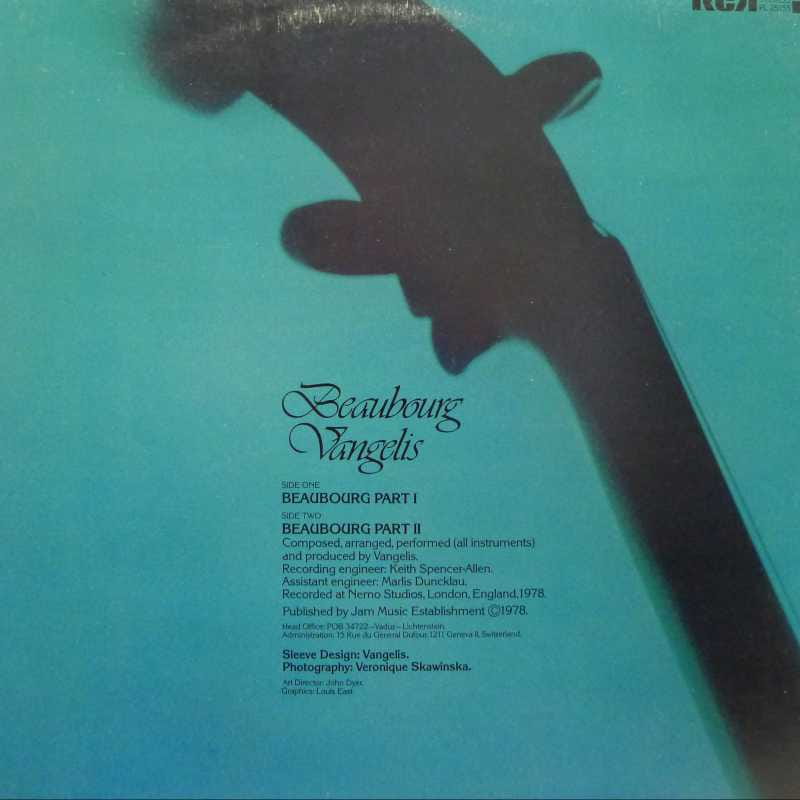 RCA
PL 25155
Beaubourg
Vangelis
SIDE ONE
BEAUBOURG PART I
SIDE TWO
BEAUBOURG PART II
Composed, arranged, performed (all instruments)
and produced by Vangelis.
Recording engineer: Keith Spencer-Allen.
Assistant engineer: Marlis Duncklau.
Recorded at Nemo Studios, London, England, 1978.
Published by Jam Music Establishment ©1978.
Head Office: POB 34722–Vaduz–Lichtenstein.
Administration: 15 Rue du General Dufour, 1211 Geneva 11, Switzerland.
Sleeve Design: Vangelis.
Photography: Veronique Skawinska.
Art Director: John Dyer.
Graphics: Louis East